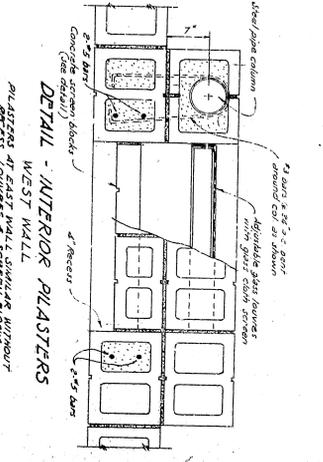 Steel pipe column
7"
#3 bars @ 36" o.c. bent
around col. as shown
Adjustable glass louvres
with glass cloth screen
2-#5 bars
Concrete screen blocks
(see detail)
4" Recess
2-#5 bars
DETAIL - INTERIOR PILASTERS
WEST WALL
PILASTERS AT EAST WALL SIMILAR WITHOUT